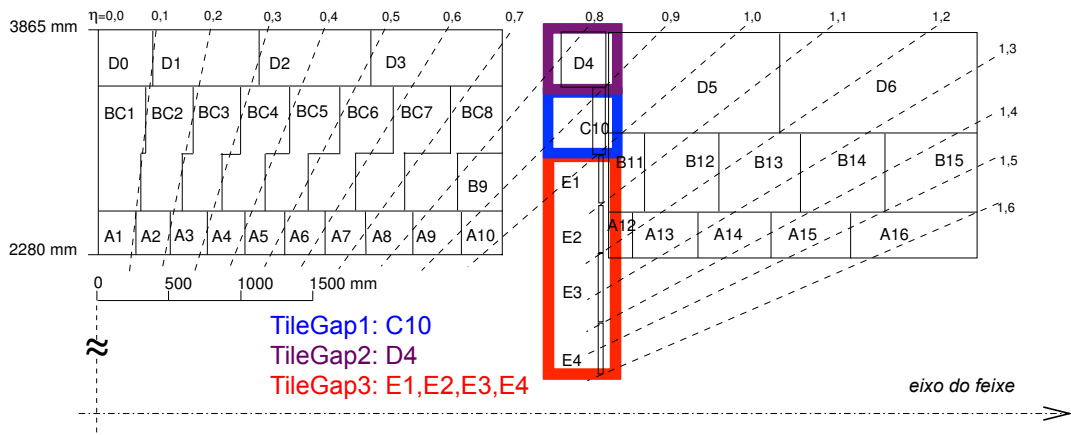 η=0,0 0,1 0,2 0,3 0,4 0,5 0,6 0,7 0,8 0,9 1,0 1,1 1,2
3865 mm
1,3
D0 D1 D2 D3 D4 D5 D6
BC1 BC2 BC3 BC4 BC5 BC6 BC7 BC8 C10
1,4
B9 E1 B11 B12 B13 B14 B15
1,5
1,6
A1 A2 A3 A4 A5 A6 A7 A8 A9 A10 E2 A12 A13 A14 A15 A16
2280 mm
0 500 1000 1500 mm
E3
TileGap1: C10
TileGap2: D4
E4
TileGap3: E1,E2,E3,E4
eixo do feixe